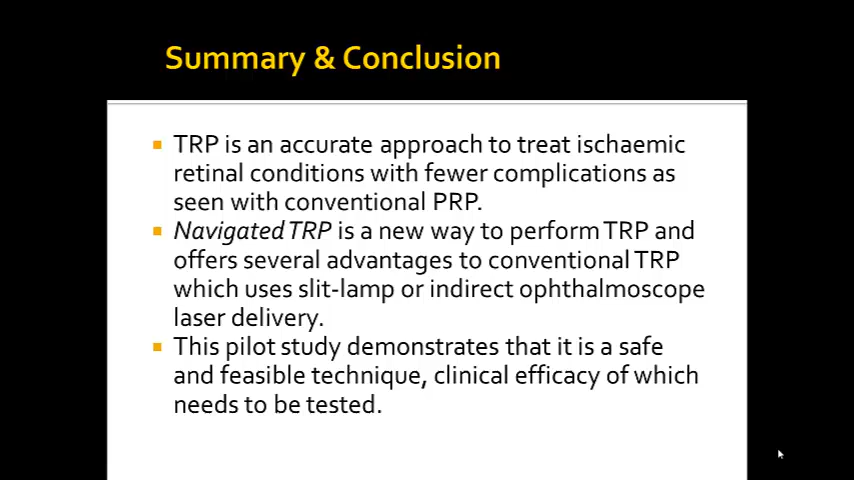 Summary & Conclusion
TRP is an accurate approach to treat ischaemic
retinal conditions with fewer complications as
seen with conventional PRP.
Navigated TRP is a new way to perform TRP and
offers several advantages to conventional TRP
which uses slit-lamp or indirect ophthalmoscope
laser delivery.
This pilot study demonstrates that it is a safe
and feasible technique, clinical efficacy of which
needs to be tested.